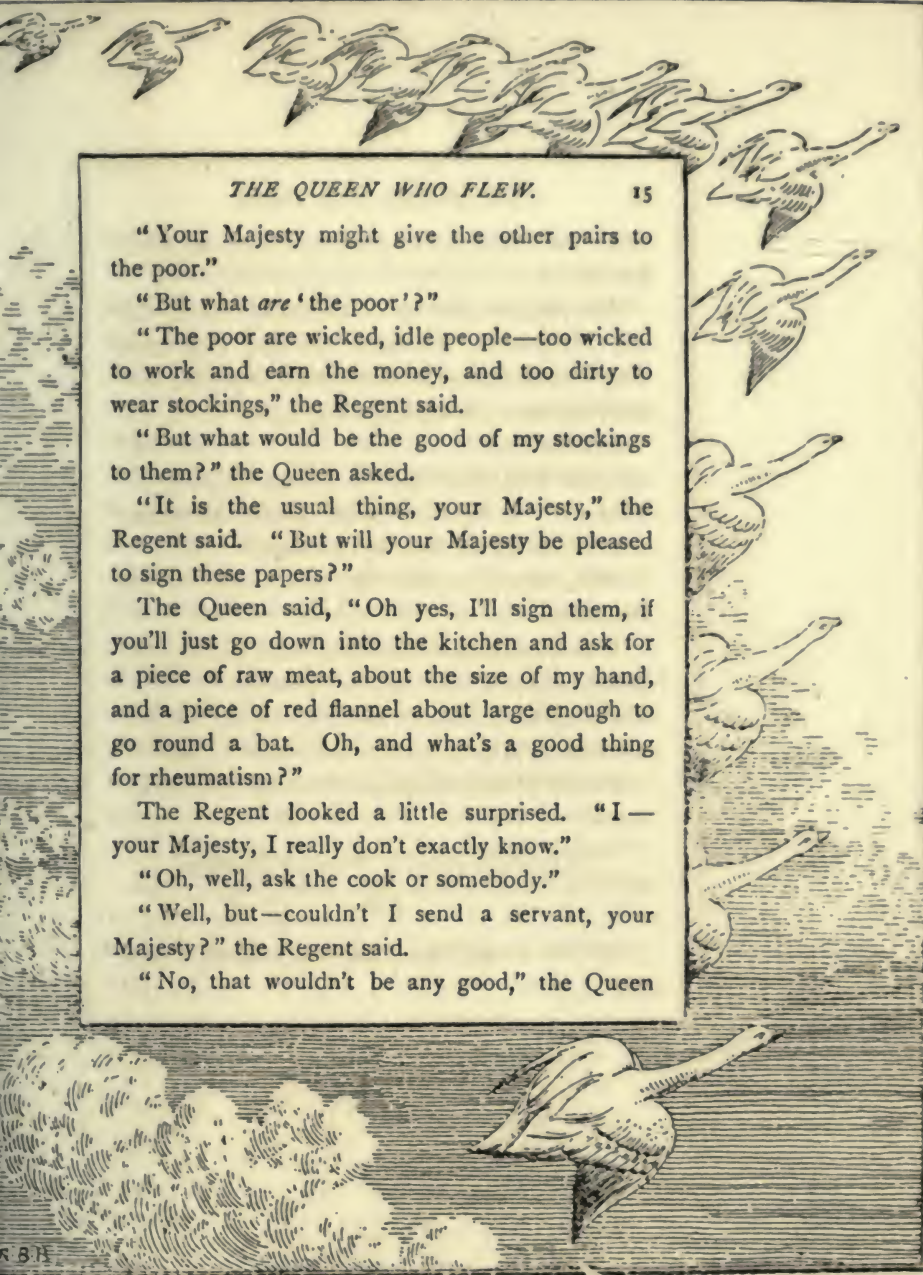 THE QUEEN WHO FLEW. 15
"Your Majesty might give the other pairs to
the poor."
"But what are 'the poor'?"
"The poor are wicked, idle people—too wicked
to work and earn the money, and too dirty to
wear stockings," the Regent said.
"But what would be the good of my stockings
to them?" the Queen asked.
"It is the usual thing, your Majesty," the
Regent said. "But will your Majesty be pleased
to sign these papers?"
The Queen said, "Oh yes, I'll sign them, if
you'll just go down into the kitchen and ask for
a piece of raw meat, about the size of my hand,
and a piece of red flannel about large enough to
go round a bat. Oh, and what's a good thing
for rheumatism?"
The Regent looked a little surprised. "I—
your Majesty, I really don't exactly know."
"Oh, well, ask the cook or somebody."
"Well, but—couldn't I send a servant, your
Majesty?" the Regent said.
"No, that wouldn't be any good," the Queen